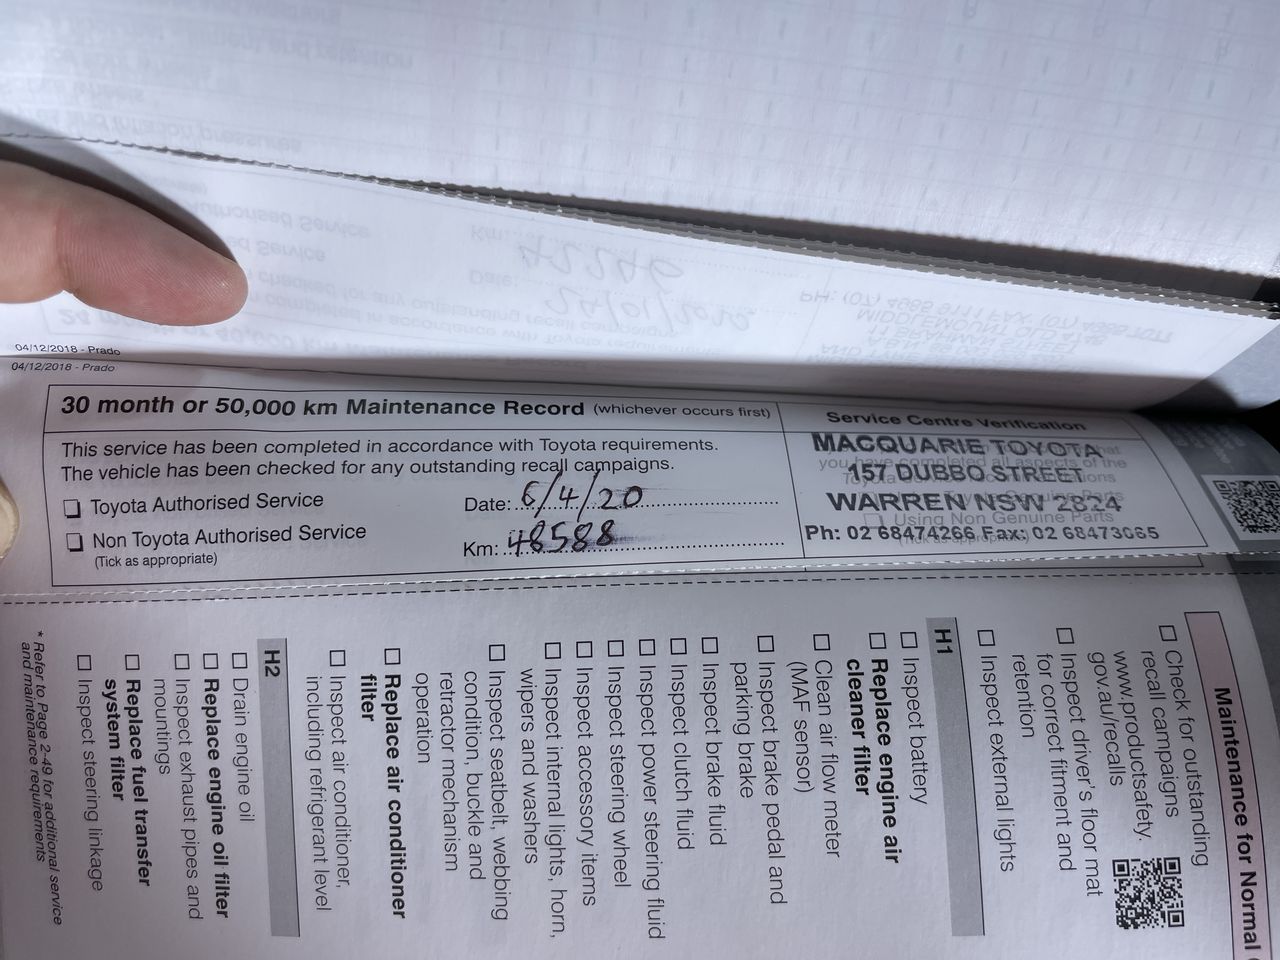 04/12/2018 - Prado
04/12/2018 - Prado
30 month or 50,000 km Maintenance Record (whichever occurs first)
This service has been completed in accordance with Toyota requirements.
The vehicle has been checked for any outstanding recall campaigns.
Toyota Authorised Service
Non Toyota Authorised Service
(Tick as appropriate)
Date: 6/4/20
Km: 48588
Service Centre Verification
MACQUARIE TOYOTA
157 DUBBO STREET
WARREN NSW 2824
Using Non Genuine Parts
Ph: 02 68474266 Fax: 02 68473065
Maintenance for Normal
Check for outstanding
recall campaigns
www.productsafety.
gov.au/recalls
Inspect driver's floor mat
for correct fitment and
retention
Inspect external lights
H1
Inspect battery
Replace engine air
cleaner filter
Clean air flow meter
(MAF sensor)
Inspect brake pedal and
parking brake
Inspect brake fluid
Inspect clutch fluid
Inspect power steering fluid
Inspect steering wheel
Inspect accessory items
Inspect internal lights, horn,
wipers and washers
Inspect seatbelt, webbing
condition, buckle and
retractor mechanism
operation
Replace air conditioner
filter
Inspect air conditioner,
including refrigerant level
H2
Drain engine oil
Replace engine oil filter
Inspect exhaust pipes and
mountings
Replace fuel transfer
system filter
Inspect steering linkage
* Refer to Page 2-49 for additional service
and maintenance requirements